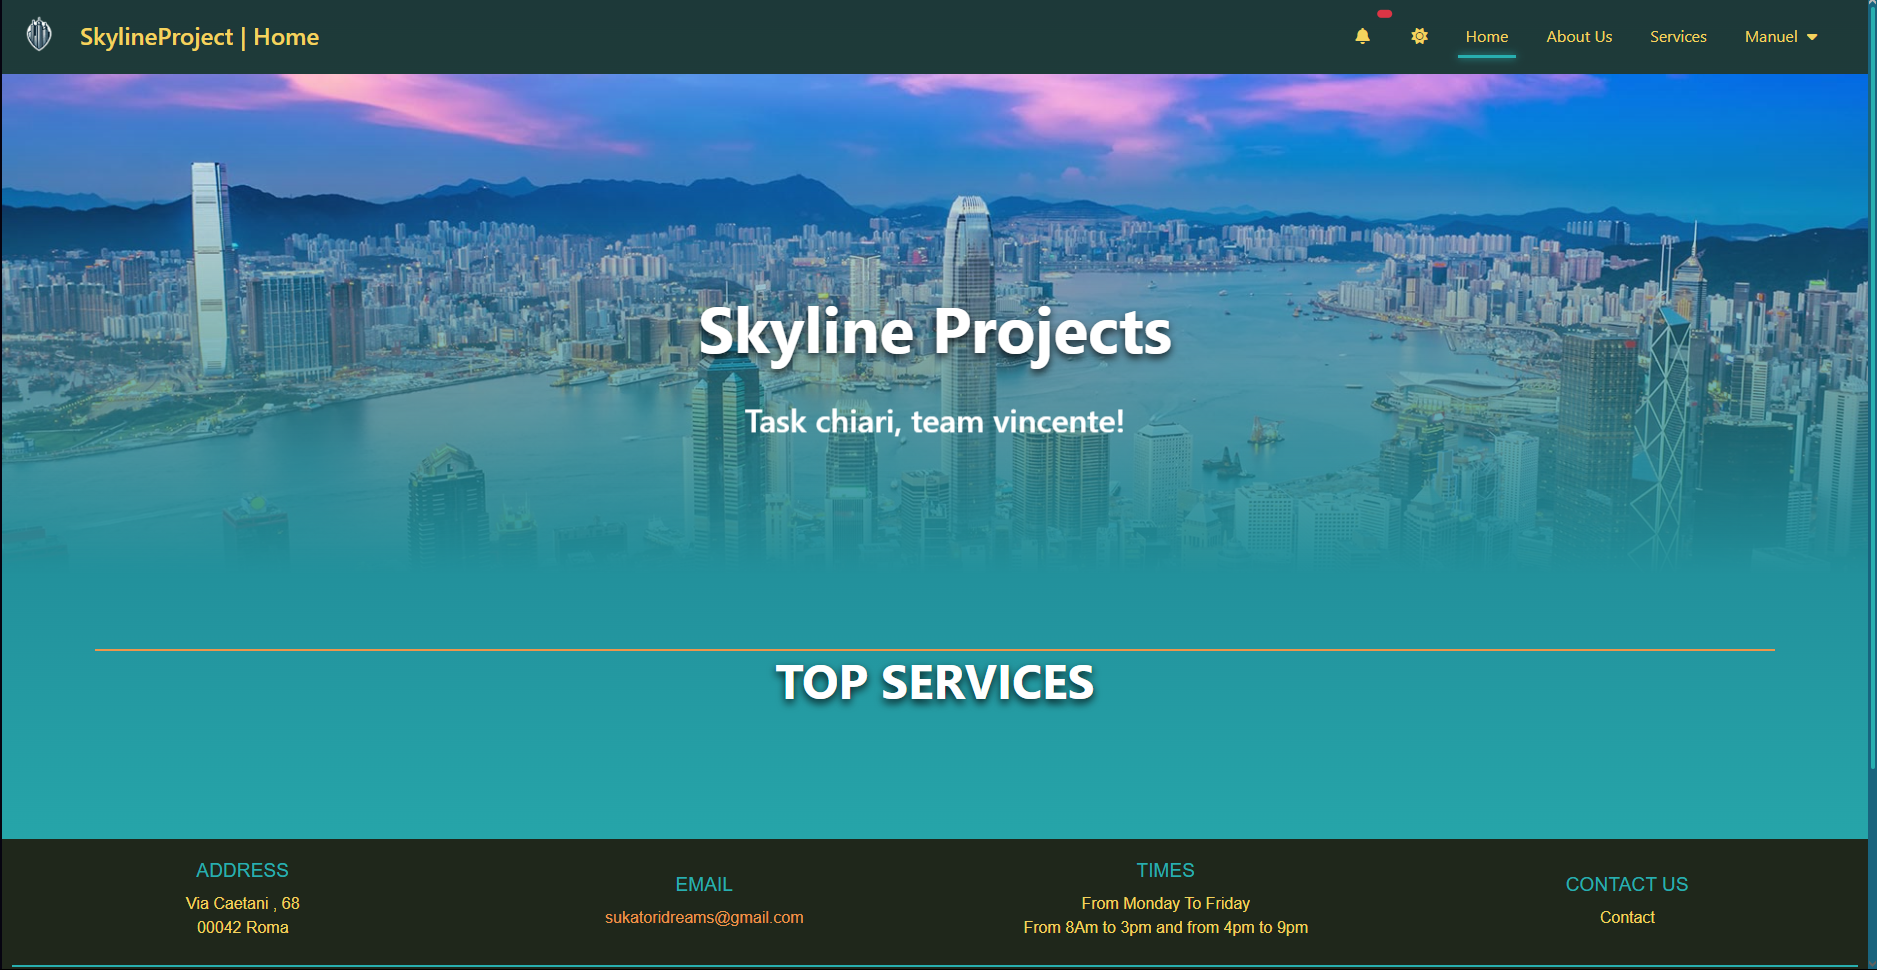 SkylineProject | Home
Home
About Us
Services
Manuel
Skyline Projects
Task chiari, team vincente!
TOP SERVICES
ADDRESS
Via Caetani , 68
00042 Roma
EMAIL
sukatoridreams@gmail.com
TIMES
From Monday To Friday
From 8Am to 3pm and from 4pm to 9pm
CONTACT US
Contact